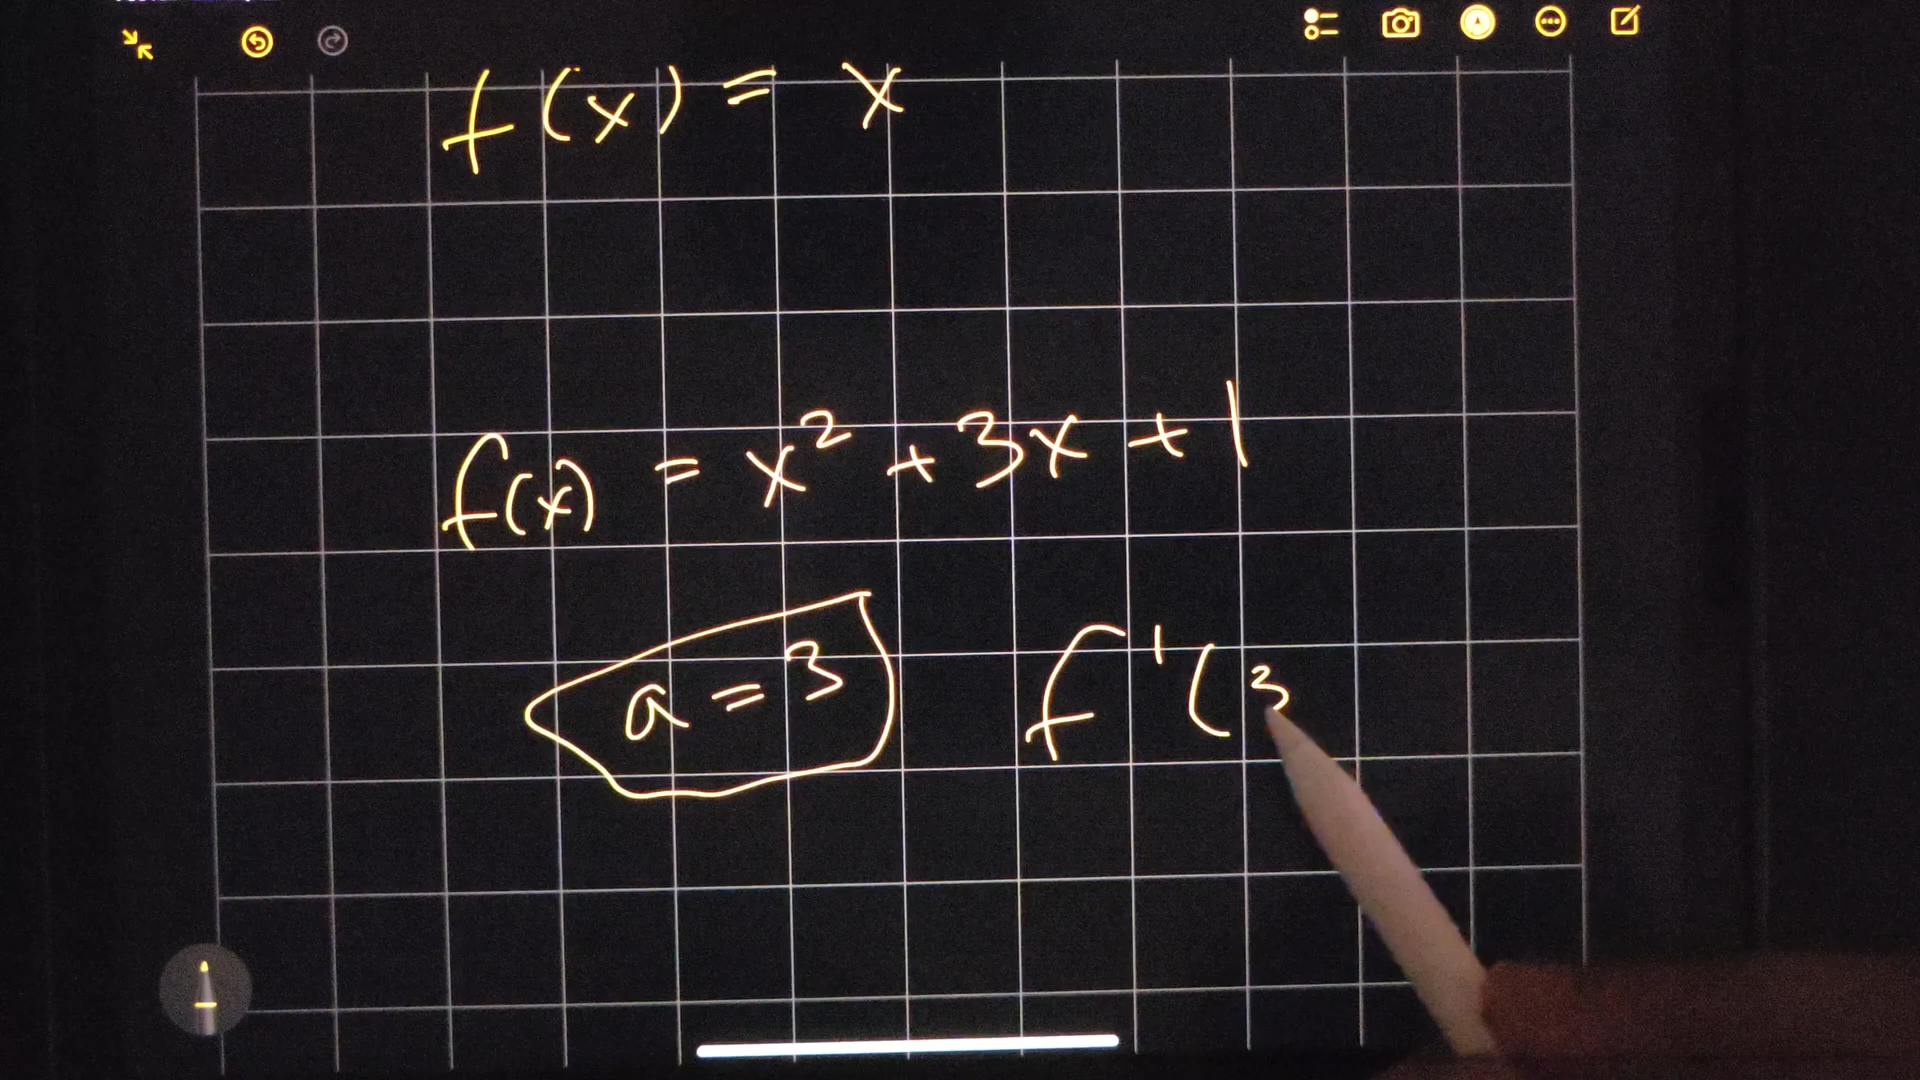 f(x) = x
f(x) = x² + 3x + 1
a = 3 f'(3